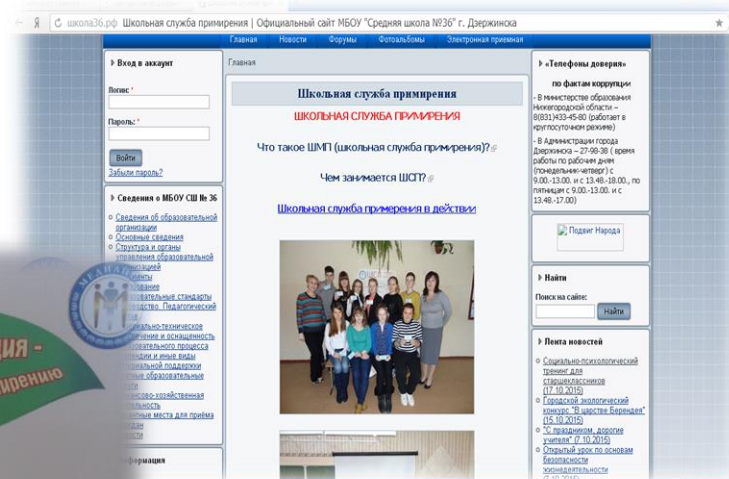 школа36.рф Школьная служба примирения | Официальный сайт МБОУ "Средняя школа №36" г. Дзержинска
Главная Новости Форумы Фотоальбомы Электронная приемная
Вход в аккаунт
Логин: *
Пароль: *
Войти
Забыли пароль?
Сведения о МБОУ СШ № 36
Сведения об образовательной
организации
Основные сведения
Структура и органы
управления образовательной
Главная
Школьная служба примирения
ШКОЛЬНАЯ СЛУЖБА ПРИМИРЕНИЯ
Что такое ШМП (школьная служба примирения)?
Чем занимается ШСП?
Школьная служба примерения в действии
«Телефоны доверия»
по фактам коррупции
- В министерстве образования
Нижегородской области –
8(831)433-45-80 (работает в
круглосуточном режиме)
- В Администрации города
Дзержинска – 27-98-38 ( время
работы по рабочим дням
(понедельник-четверг) с
9.00.-13.00. и с 13.48.-18.00., по
пятницам с 9.00.-13.00. и с
13.48.-17.00)
Подвиг Народа
Найти
Поиск на сайте:
Найти
Лента новостей
Социально-психологический
тренинг для
старшеклассников
(17.10.2015)
Городской экологический
конкурс "В царстве Берендея"
(15.10.2015)
"С праздником, дорогие
учителя" (7.10.2015)
Открытый урок по основам
безопасности
жизнедеятельности
(7.10.2015)